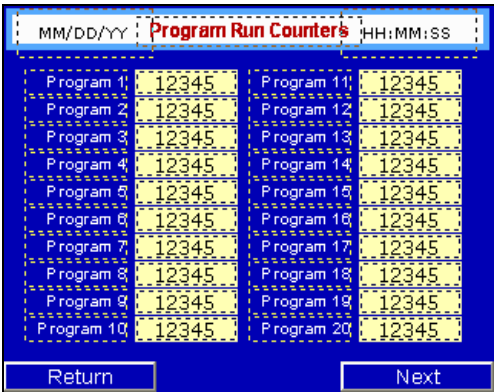 MM/DD/YY Program Run Counters HH:MM:SS
Program 1 12345 Program 11 12345
Program 2 12345 Program 12 12345
Program 3 12345 Program 13 12345
Program 4 12345 Program 14 12345
Program 5 12345 Program 15 12345
Program 6 12345 Program 16 12345
Program 7 12345 Program 17 12345
Program 8 12345 Program 18 12345
Program 9 12345 Program 19 12345
Program 10 12345 Program 20 12345
Return Next